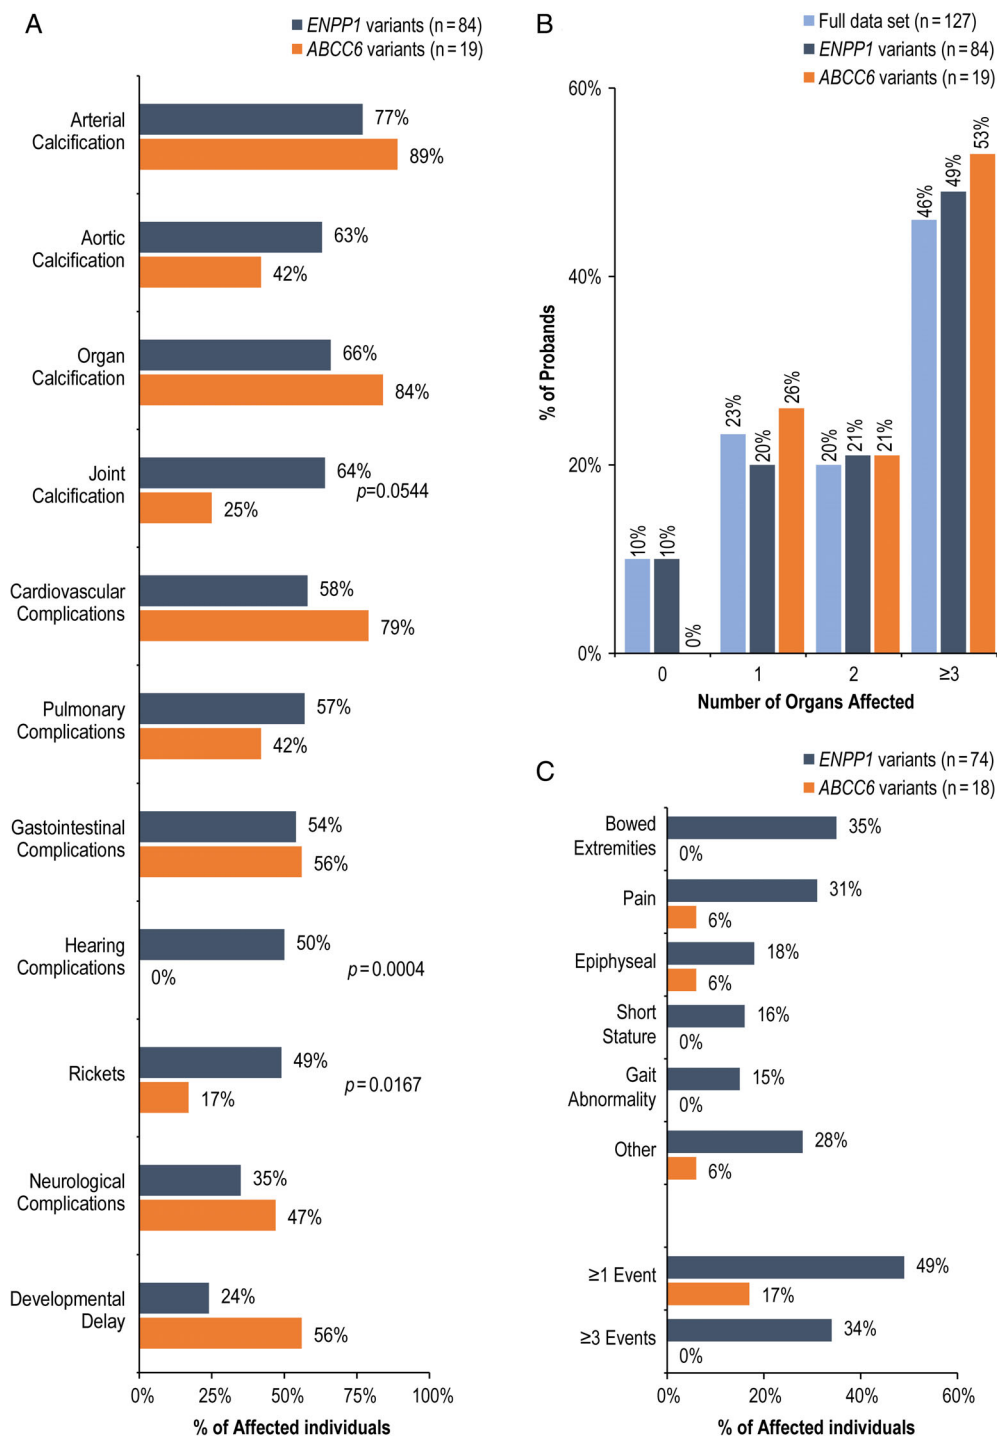 A
ENPP1 variants (n=84)
ABCC6 variants (n=19)
Arterial
Calcification
77%
89%
Aortic
Calcification
63%
42%
Organ
Calcification
66%
84%
Joint
Calcification
64%
p=0.0544
25%
Cardiovascular
Complications
58%
79%
Pulmonary
Complications
57%
42%
Gastointestinal
Complications
54%
56%
Hearing
Complications
50%
0%
p=0.0004
Rickets
49%
p=0.0167
17%
Neurological
Complications
35%
47%
Developmental
Delay
24%
56%
0% 25% 50% 75% 100%
% of Affected individuals
B
Full data set (n=127)
ENPP1 variants (n=84)
ABCC6 variants (n=19)
% of Probands
60%
40%
20%
0%
10% 10% 0%
23% 20% 26%
20% 21% 21%
46% 49% 53%
0 1 2 ≥3
Number of Organs Affected
C
ENPP1 variants (n=74)
ABCC6 variants (n=18)
Bowed
Extremities
35%
0%
Pain
31%
6%
Epiphyseal
18%
6%
Short
Stature
16%
0%
Gait
Abnormality
15%
0%
Other
28%
6%
≥1 Event
49%
17%
≥3 Events
34%
0%
0% 20% 40% 60%
% of Affected individuals